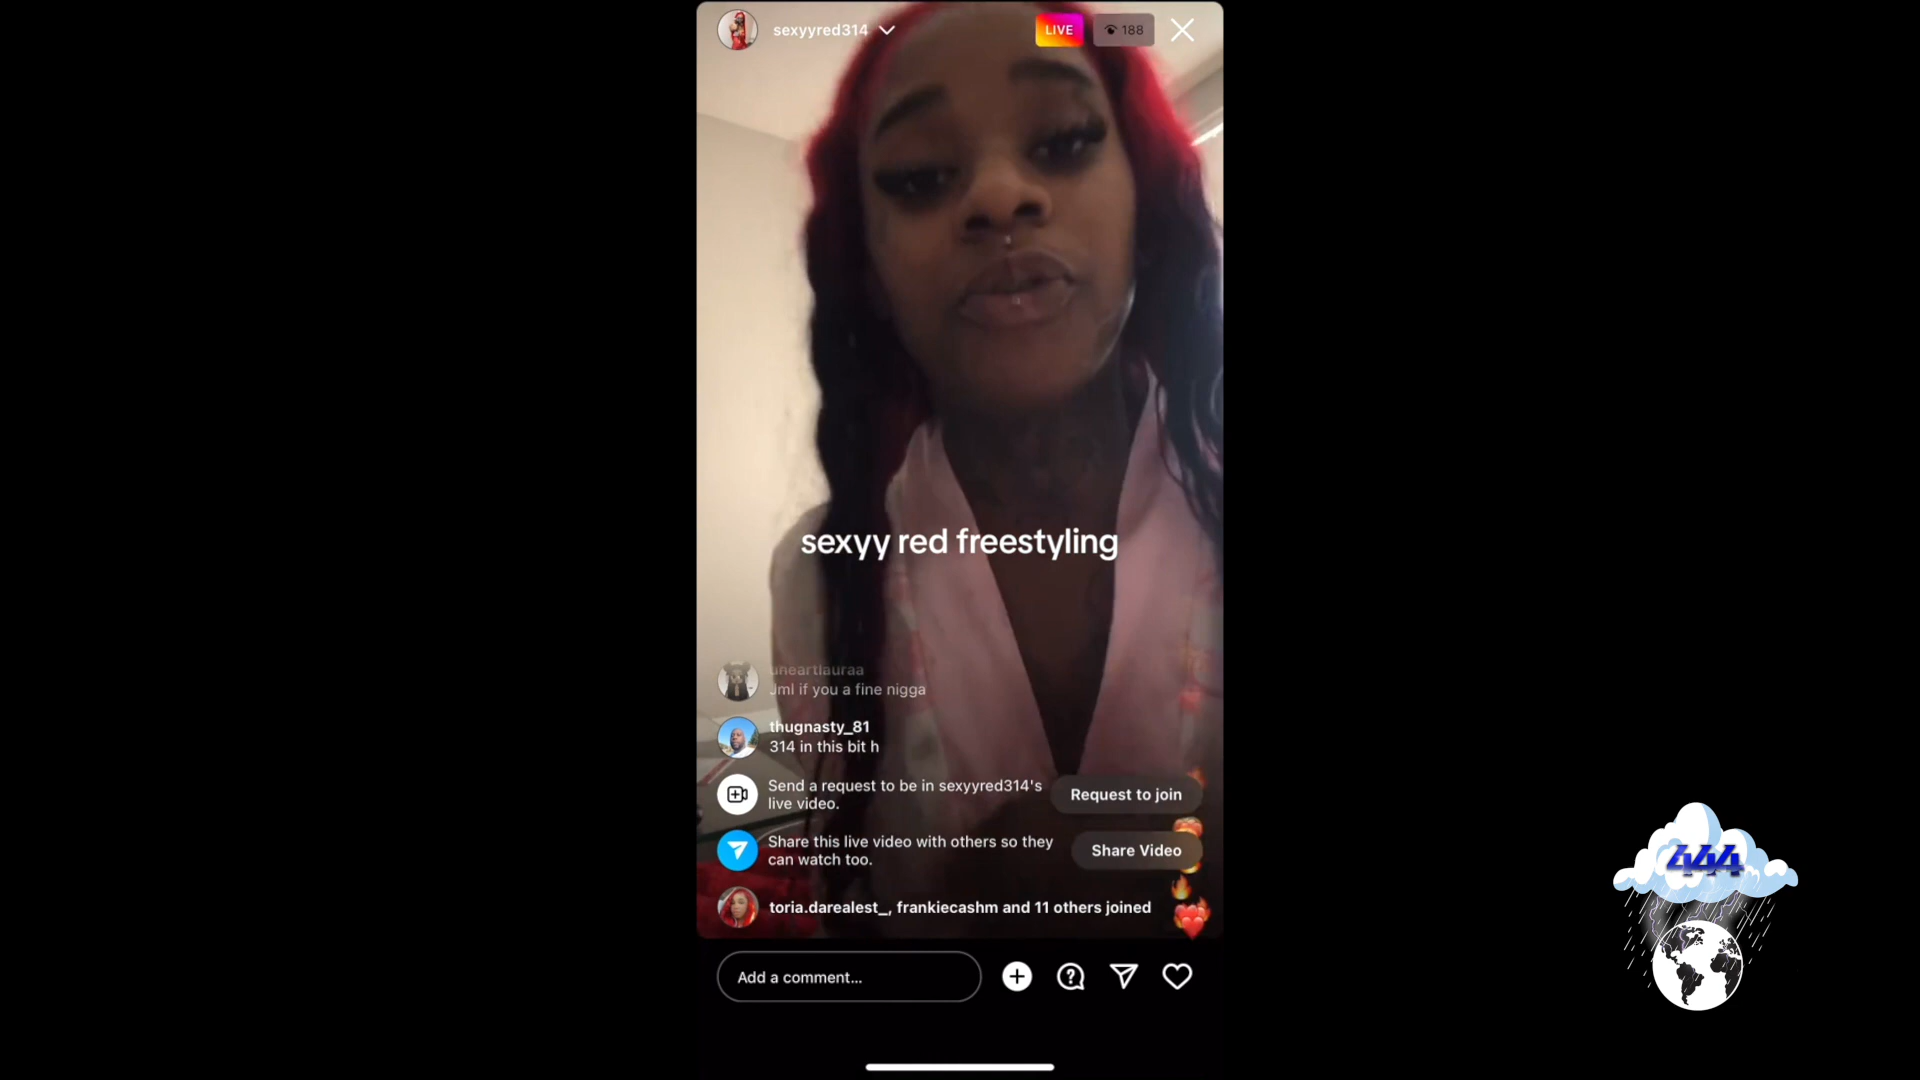 sexyyred314
LIVE
188
sexyy red freestyling
uneartlauraa
Jml if you a fine nigga
thugnasty_81
314 in this bit h
Send a request to be in sexyyred314's
live video.
Request to join
Share this live video with others so they
can watch too.
Share Video
toria.darealest_, frankiecashm and 11 others joined
Add a comment...
444